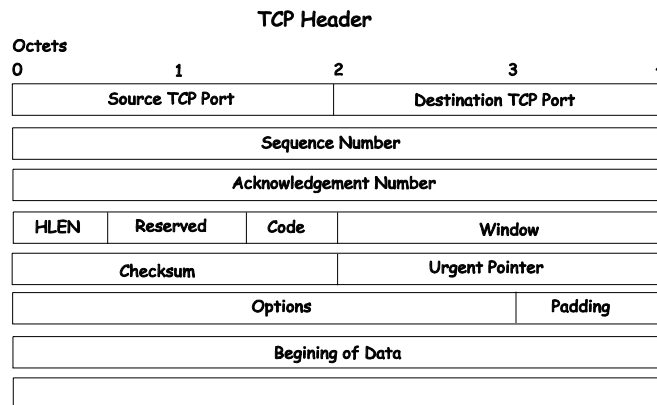 TCP Header
Octets
0 1 2 3
Source TCP Port Destination TCP Port
Sequence Number
Acknowledgement Number
HLEN Reserved Code Window
Checksum Urgent Pointer
Options Padding
Begining of Data